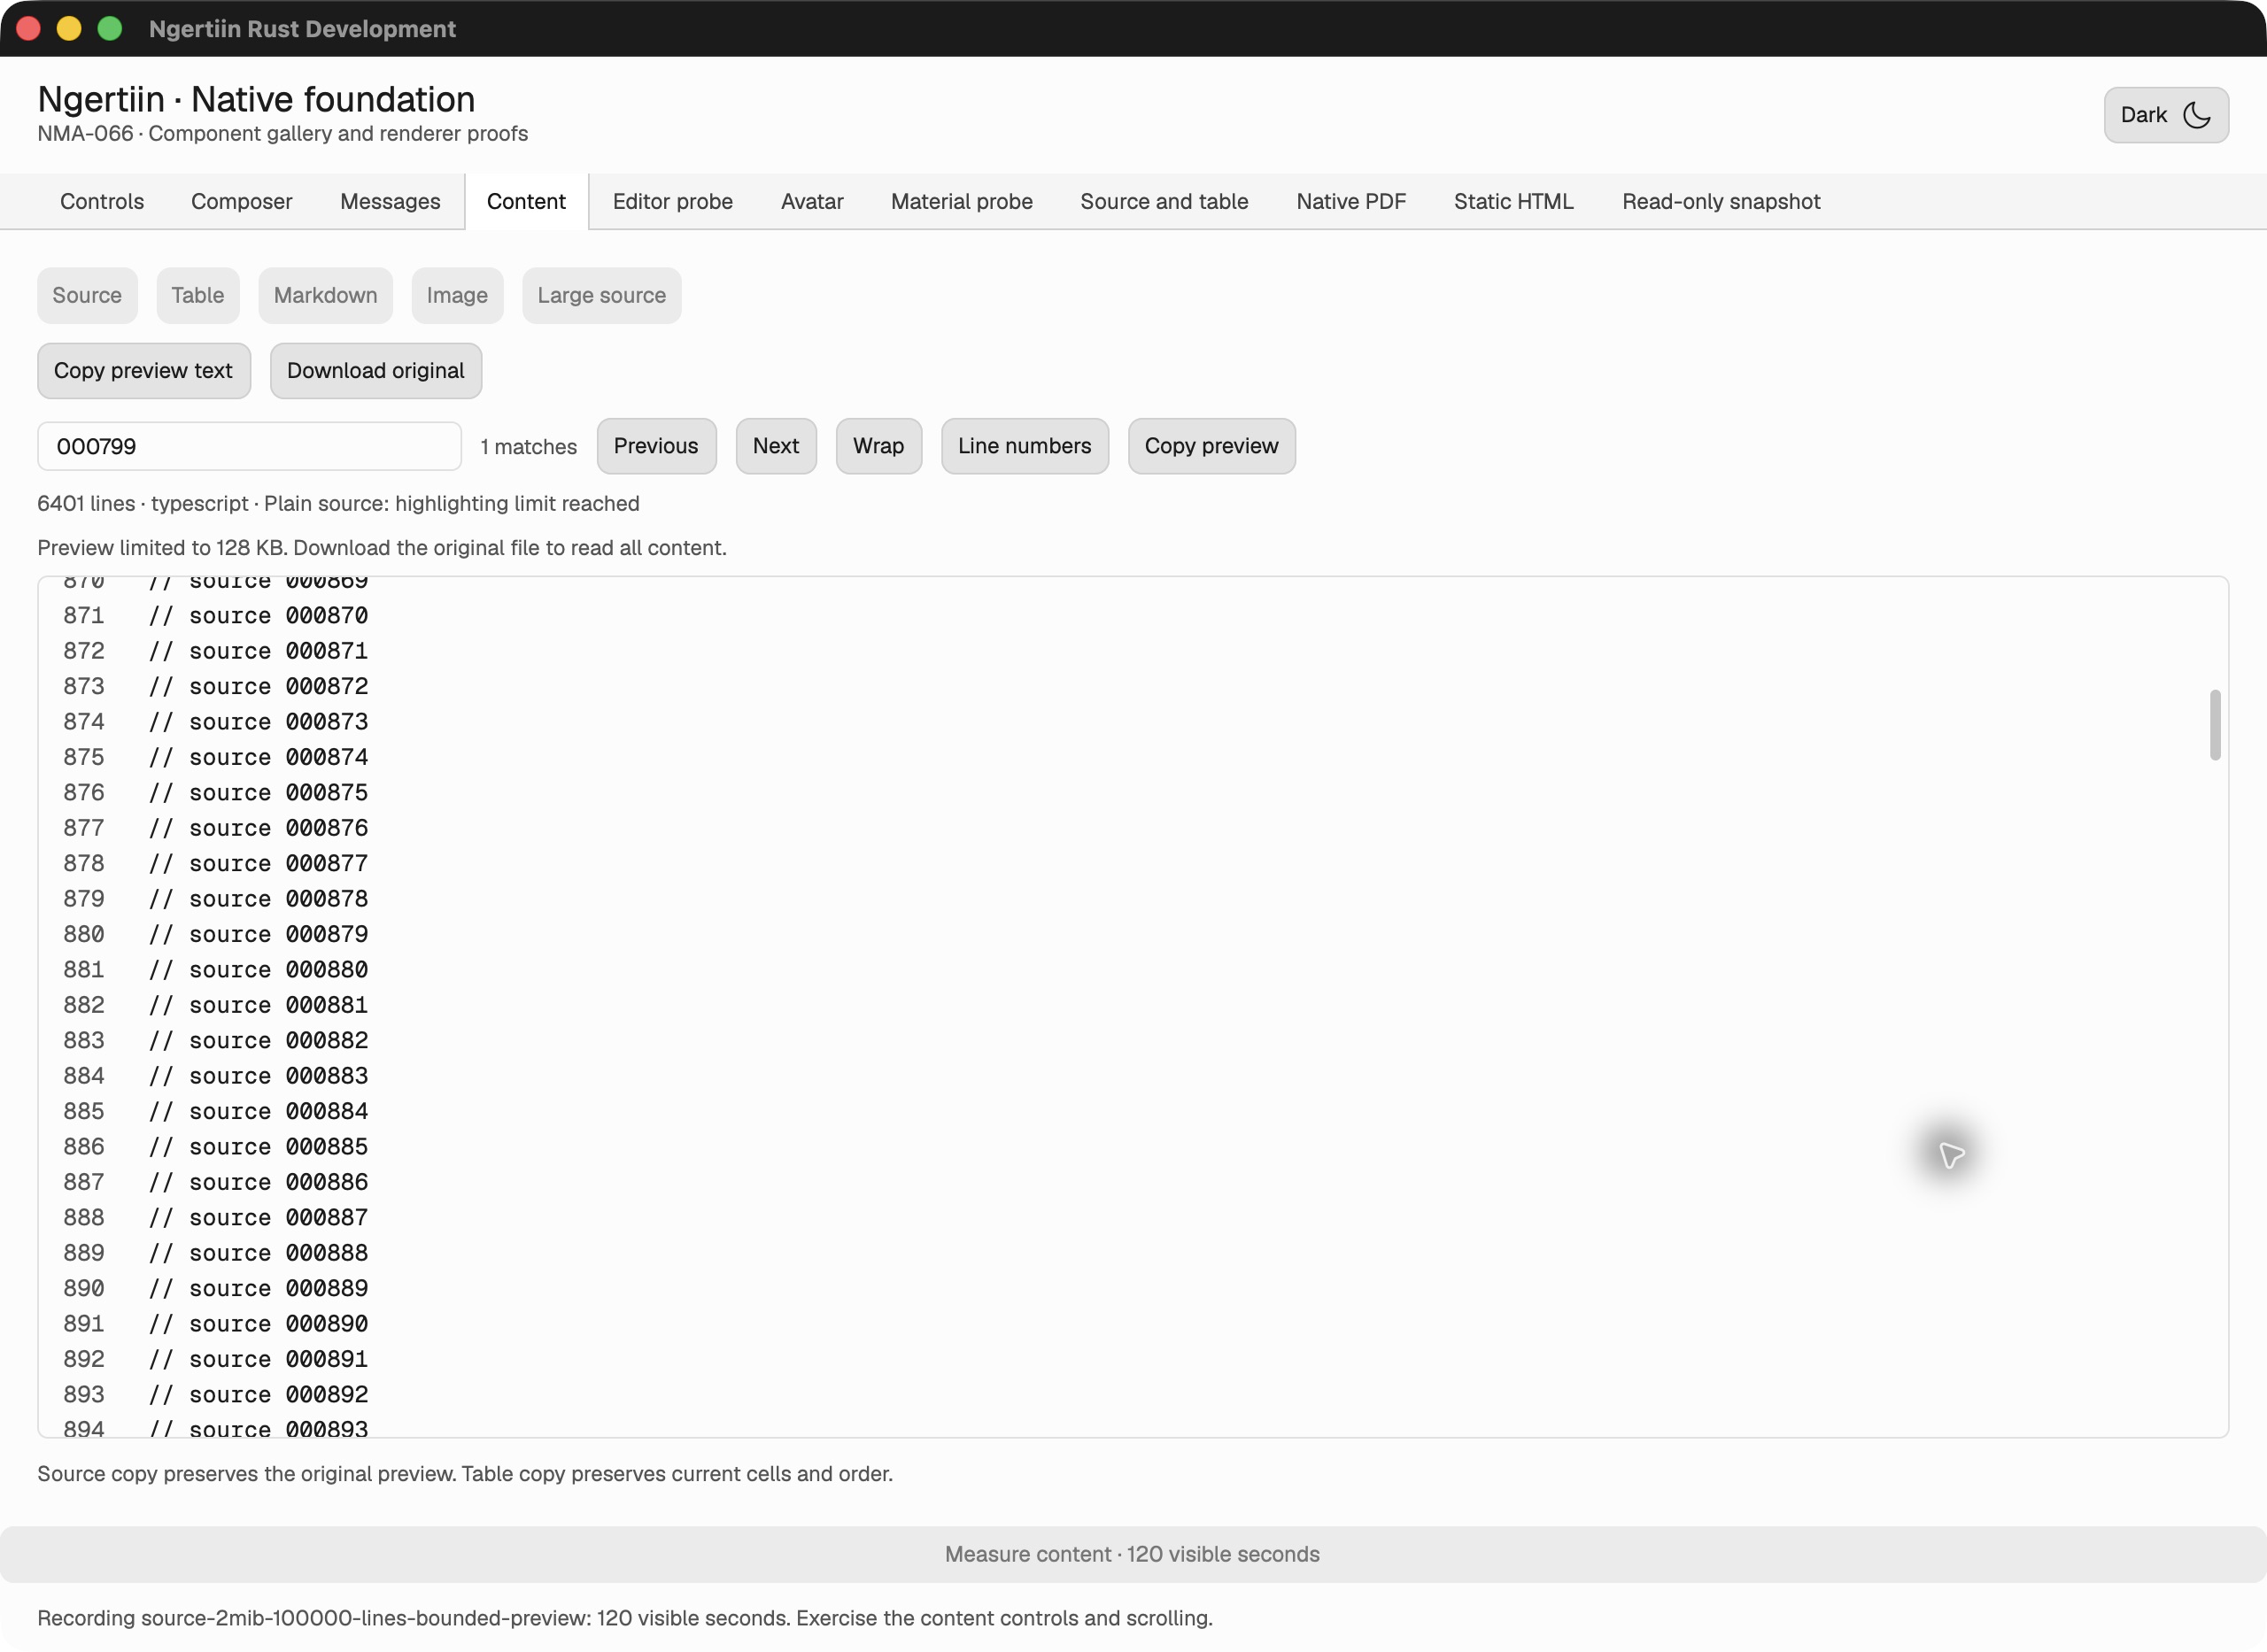 Ngertiin Rust Development
Ngertiin · Native foundation
NMA-066 · Component gallery and renderer proofs
Dark
Controls Composer Messages Content Editor probe Avatar Material probe Source and table Native PDF Static HTML Read-only snapshot
Source Table Markdown Image Large source
Copy preview text Download original
000799 1 matches Previous Next Wrap Line numbers Copy preview
6401 lines · typescript · Plain source: highlighting limit reached
Preview limited to 128 KB. Download the original file to read all content.
870 // source 000869
871 // source 000870
872 // source 000871
873 // source 000872
874 // source 000873
875 // source 000874
876 // source 000875
877 // source 000876
878 // source 000877
879 // source 000878
880 // source 000879
881 // source 000880
882 // source 000881
883 // source 000882
884 // source 000883
885 // source 000884
886 // source 000885
887 // source 000886
888 // source 000887
889 // source 000888
890 // source 000889
891 // source 000890
892 // source 000891
893 // source 000892
894 // source 000893
Source copy preserves the original preview. Table copy preserves current cells and order.
Measure content · 120 visible seconds
Recording source-2mib-100000-lines-bounded-preview: 120 visible seconds. Exercise the content controls and scrolling.